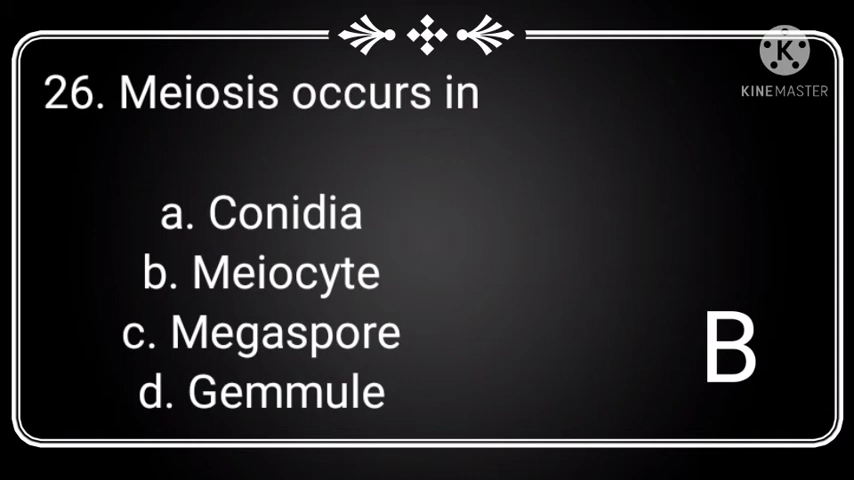 K
KINEMASTER
26. Meiosis occurs in
a. Conidia
b. Meiocyte
c. Megaspore
d. Gemmule
B